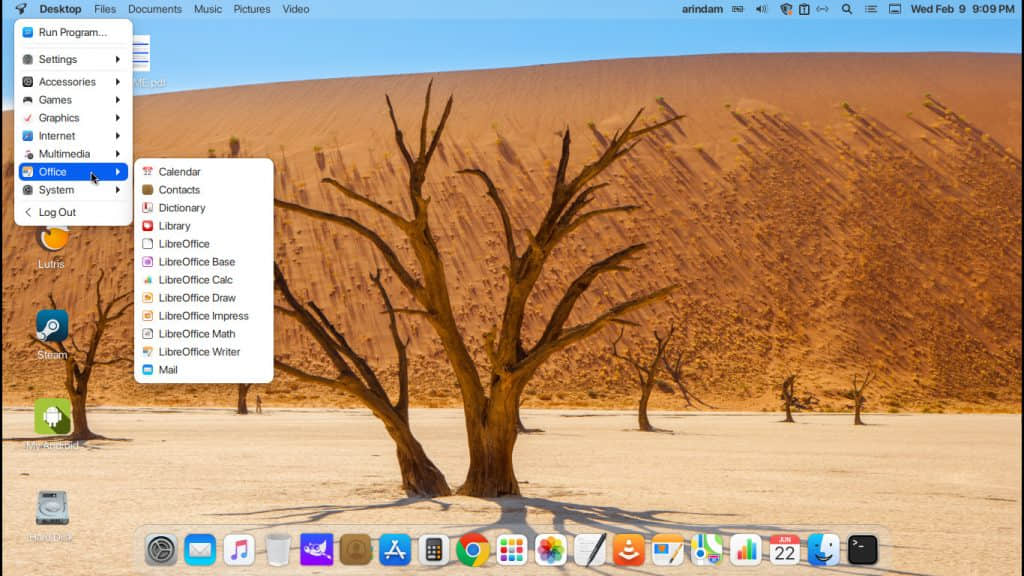 Desktop Files Documents Music Pictures Video arindam Wed Feb 9 9:09 PM
Run Program...
Settings
Accessories
Games
Graphics
Internet
Multimedia
Office
System
Log Out
ME.pdf
Calendar
Contacts
Dictionary
Library
LibreOffice
LibreOffice Base
LibreOffice Calc
LibreOffice Draw
LibreOffice Impress
LibreOffice Math
LibreOffice Writer
Mail
Lutris
Steam
My Android
Hard Disk
JUN
22
>_